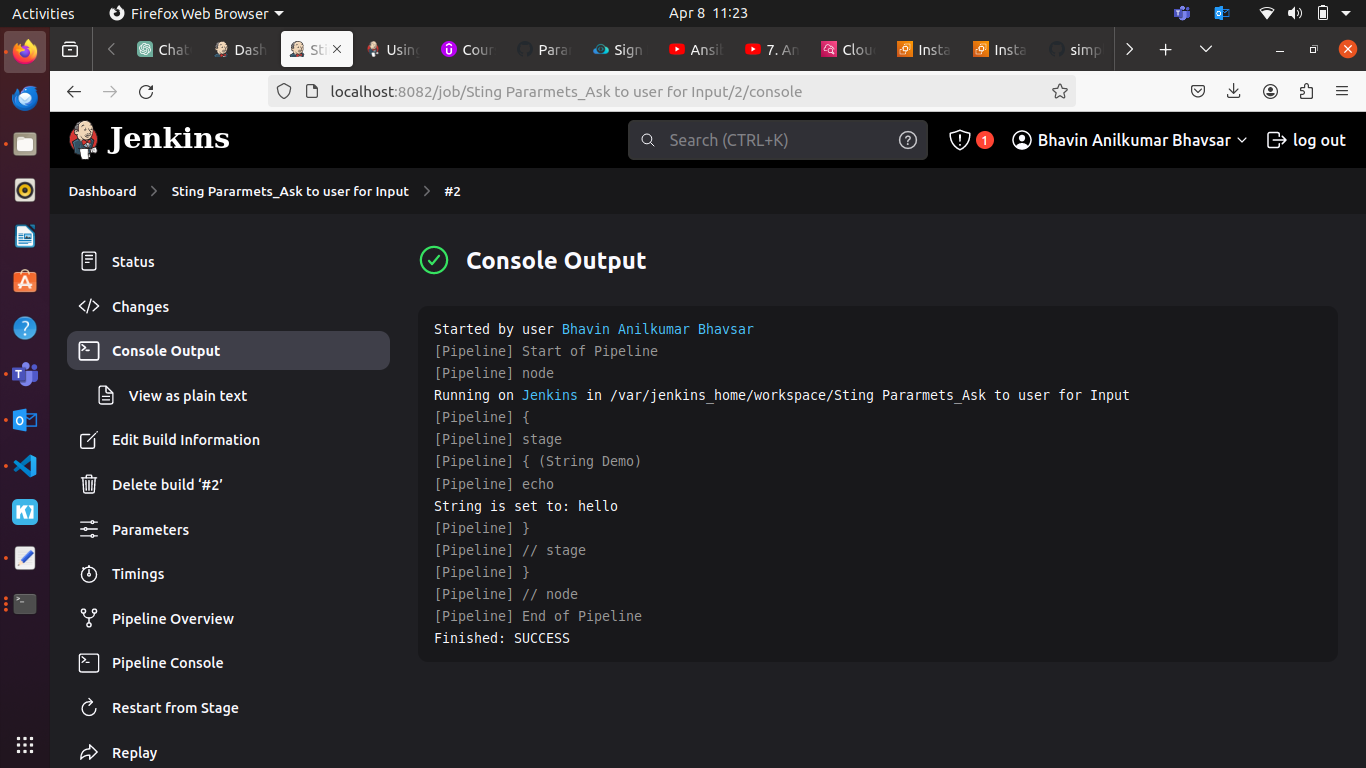 Activities
Firefox Web Browser
Apr 8 11:23
Chat
Dash
St
Using
Cour
Parar
Sign
Ansib
7. An
Clou
Insta
Insta
simp
localhost:8082/job/Sting Pararmets_Ask to user for Input/2/console
Jenkins
Search (CTRL+K)
?
1
Bhavin Anilkumar Bhavsar
log out
Dashboard
Sting Pararmets_Ask to user for Input
#2
Status
Changes
Console Output
View as plain text
Edit Build Information
Delete build ‘#2’
Parameters
Timings
Pipeline Overview
Pipeline Console
Restart from Stage
Replay
Console Output
Started by user Bhavin Anilkumar Bhavsar
[Pipeline] Start of Pipeline
[Pipeline] node
Running on Jenkins in /var/jenkins_home/workspace/Sting Pararmets_Ask to user for Input
[Pipeline] {
[Pipeline] stage
[Pipeline] { (String Demo)
[Pipeline] echo
String is set to: hello
[Pipeline] }
[Pipeline] // stage
[Pipeline] }
[Pipeline] // node
[Pipeline] End of Pipeline
Finished: SUCCESS